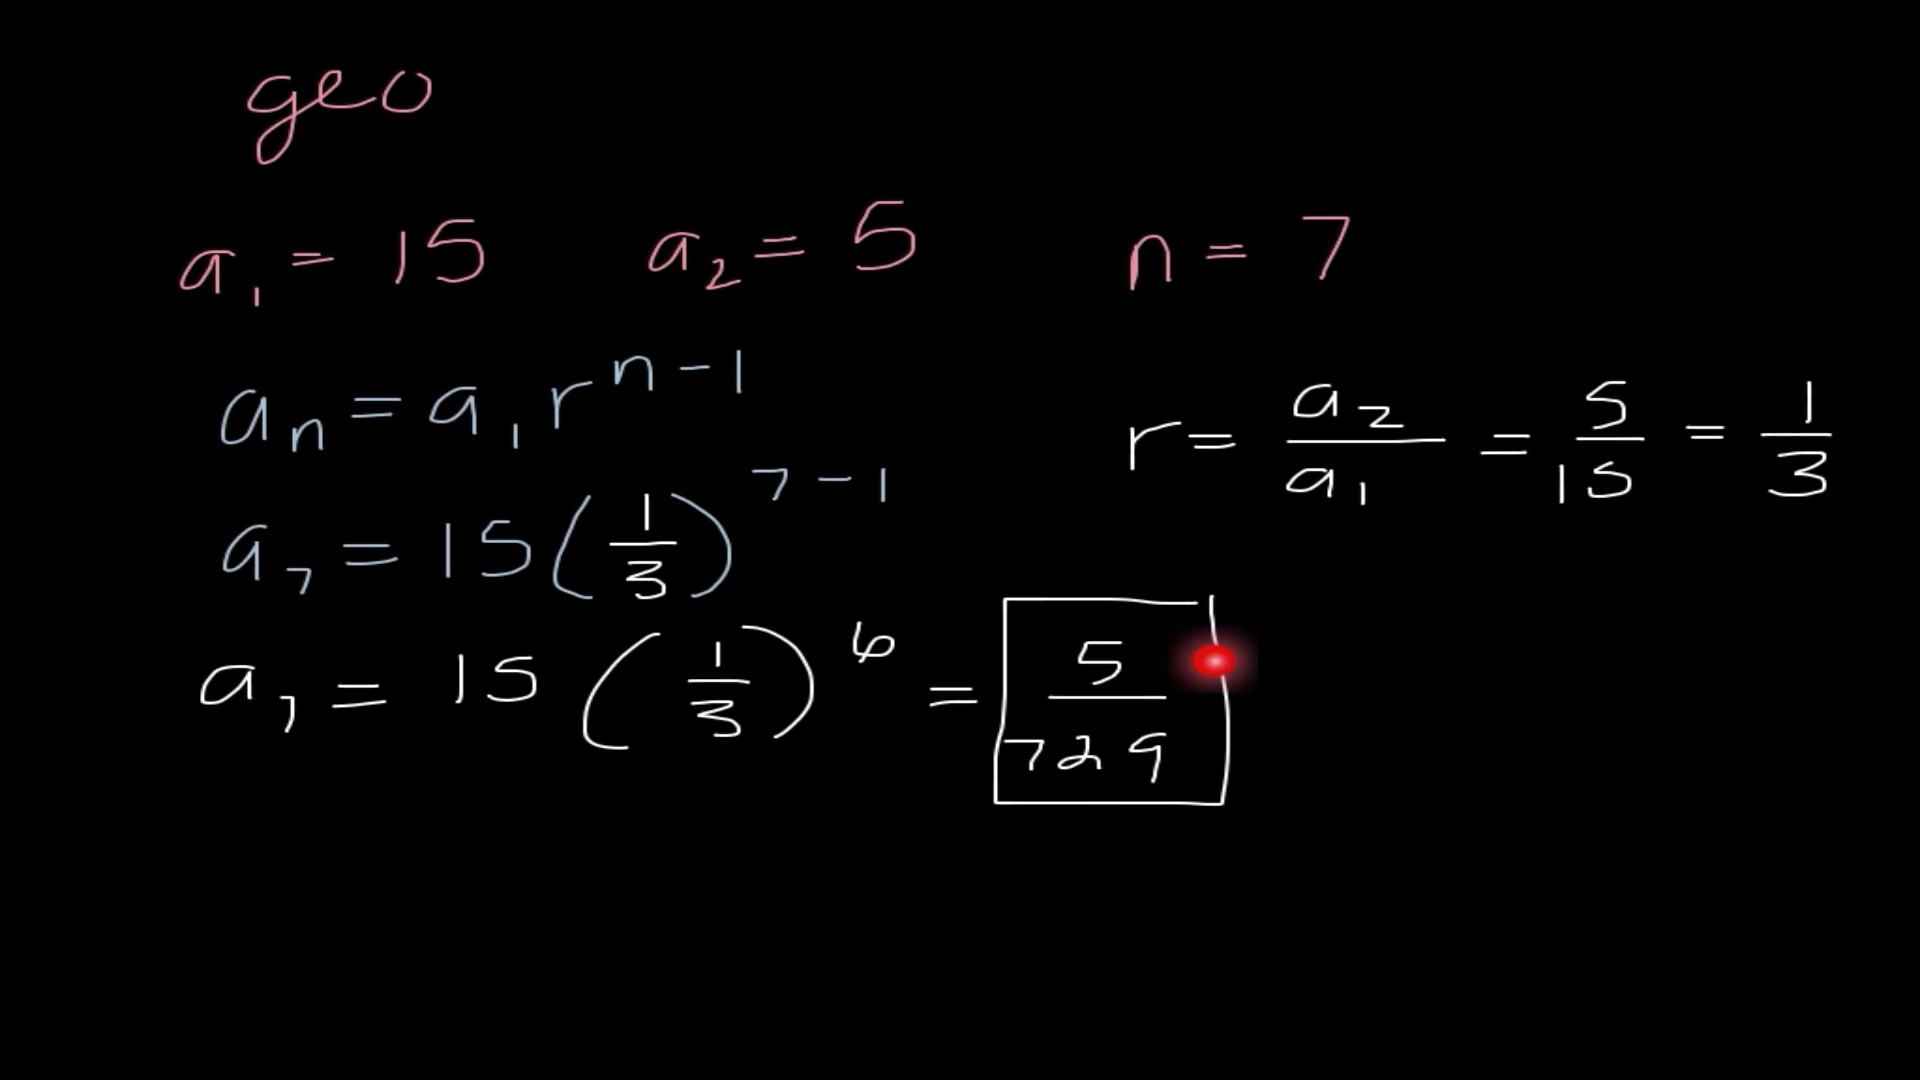 geo
a₁ = 15 a₂ = 5 n = 7
aₙ = a₁rⁿ⁻¹
r = a₂/a₁ = 5/15 = 1/3
a₇ = 15(1/3)⁷⁻¹
a₇ = 15(1/3)⁶ = 5/729